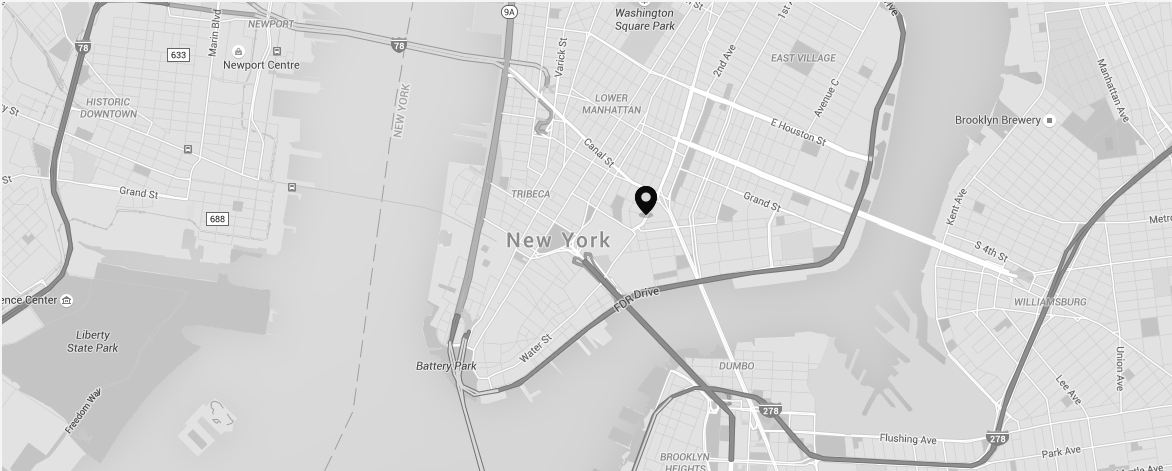 9A
Washington
Square Park
1st A
Drive
NEWPORT
Marin Blvd
78
633
78
Newport Centre
Varick St
2nd Ave
EAST VILLAGE
Manhattan Ave
HISTORIC
DOWNTOWN
NEW YORK
LOWER
MANHATTAN
Avenue C
y St
Brooklyn Brewery
E Houston St
Canal St
St
Grand St
TRIBECA
Grand St
Kent Ave
688
Metro
New York
S 4th St
ence Center
FDR Drive
WILLIAMSBURG
Liberty
State Park
Water St
Battery Park
DUMBO
Union Ave
Lee Ave
Freedom Way
278
278
Flushing Ave
Park Ave
BROOKLYN
HEIGHTS